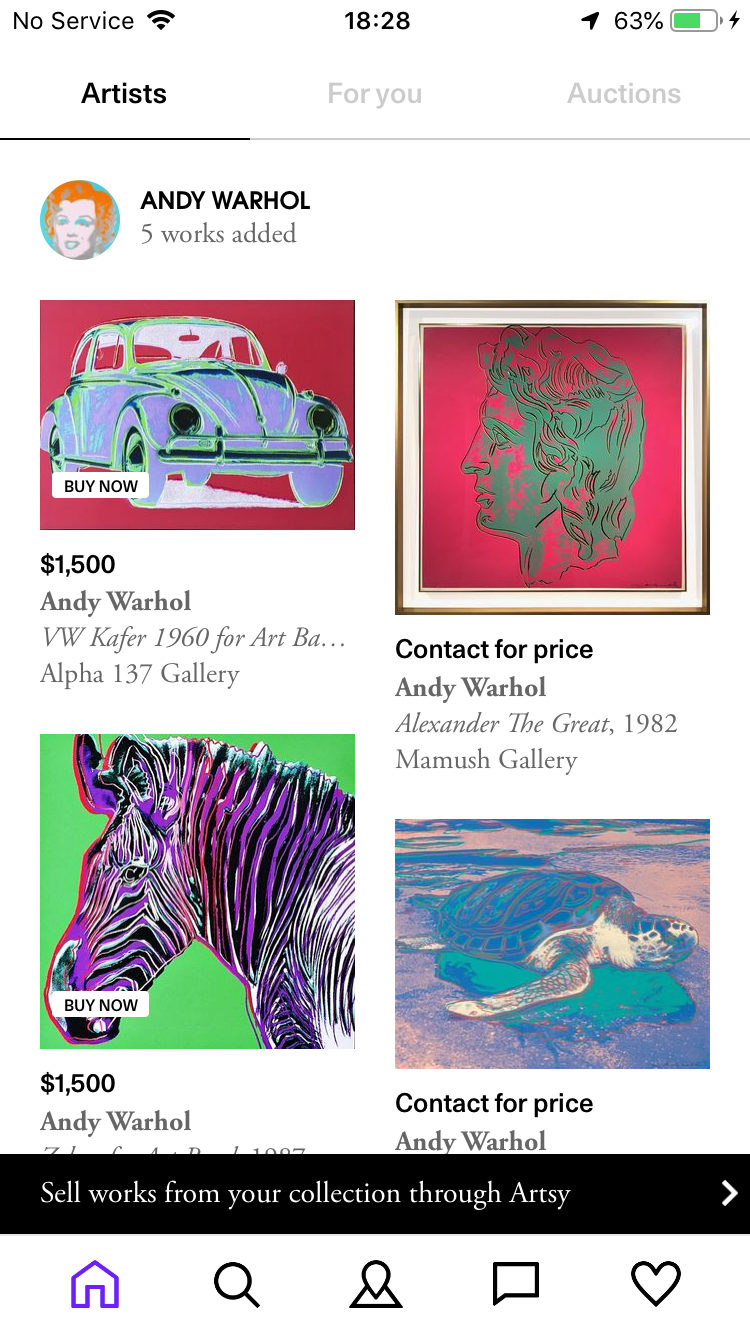 No Service 18:28 63%
Artists For you Auctions
ANDY WARHOL
5 works added
BUY NOW
$1,500
Andy Warhol
VW Kafer 1960 for Art Ba…
Alpha 137 Gallery
Contact for price
Andy Warhol
Alexander The Great, 1982
Mamush Gallery
BUY NOW
$1,500
Andy Warhol
Contact for price
Andy Warhol
Sell works from your collection through Artsy